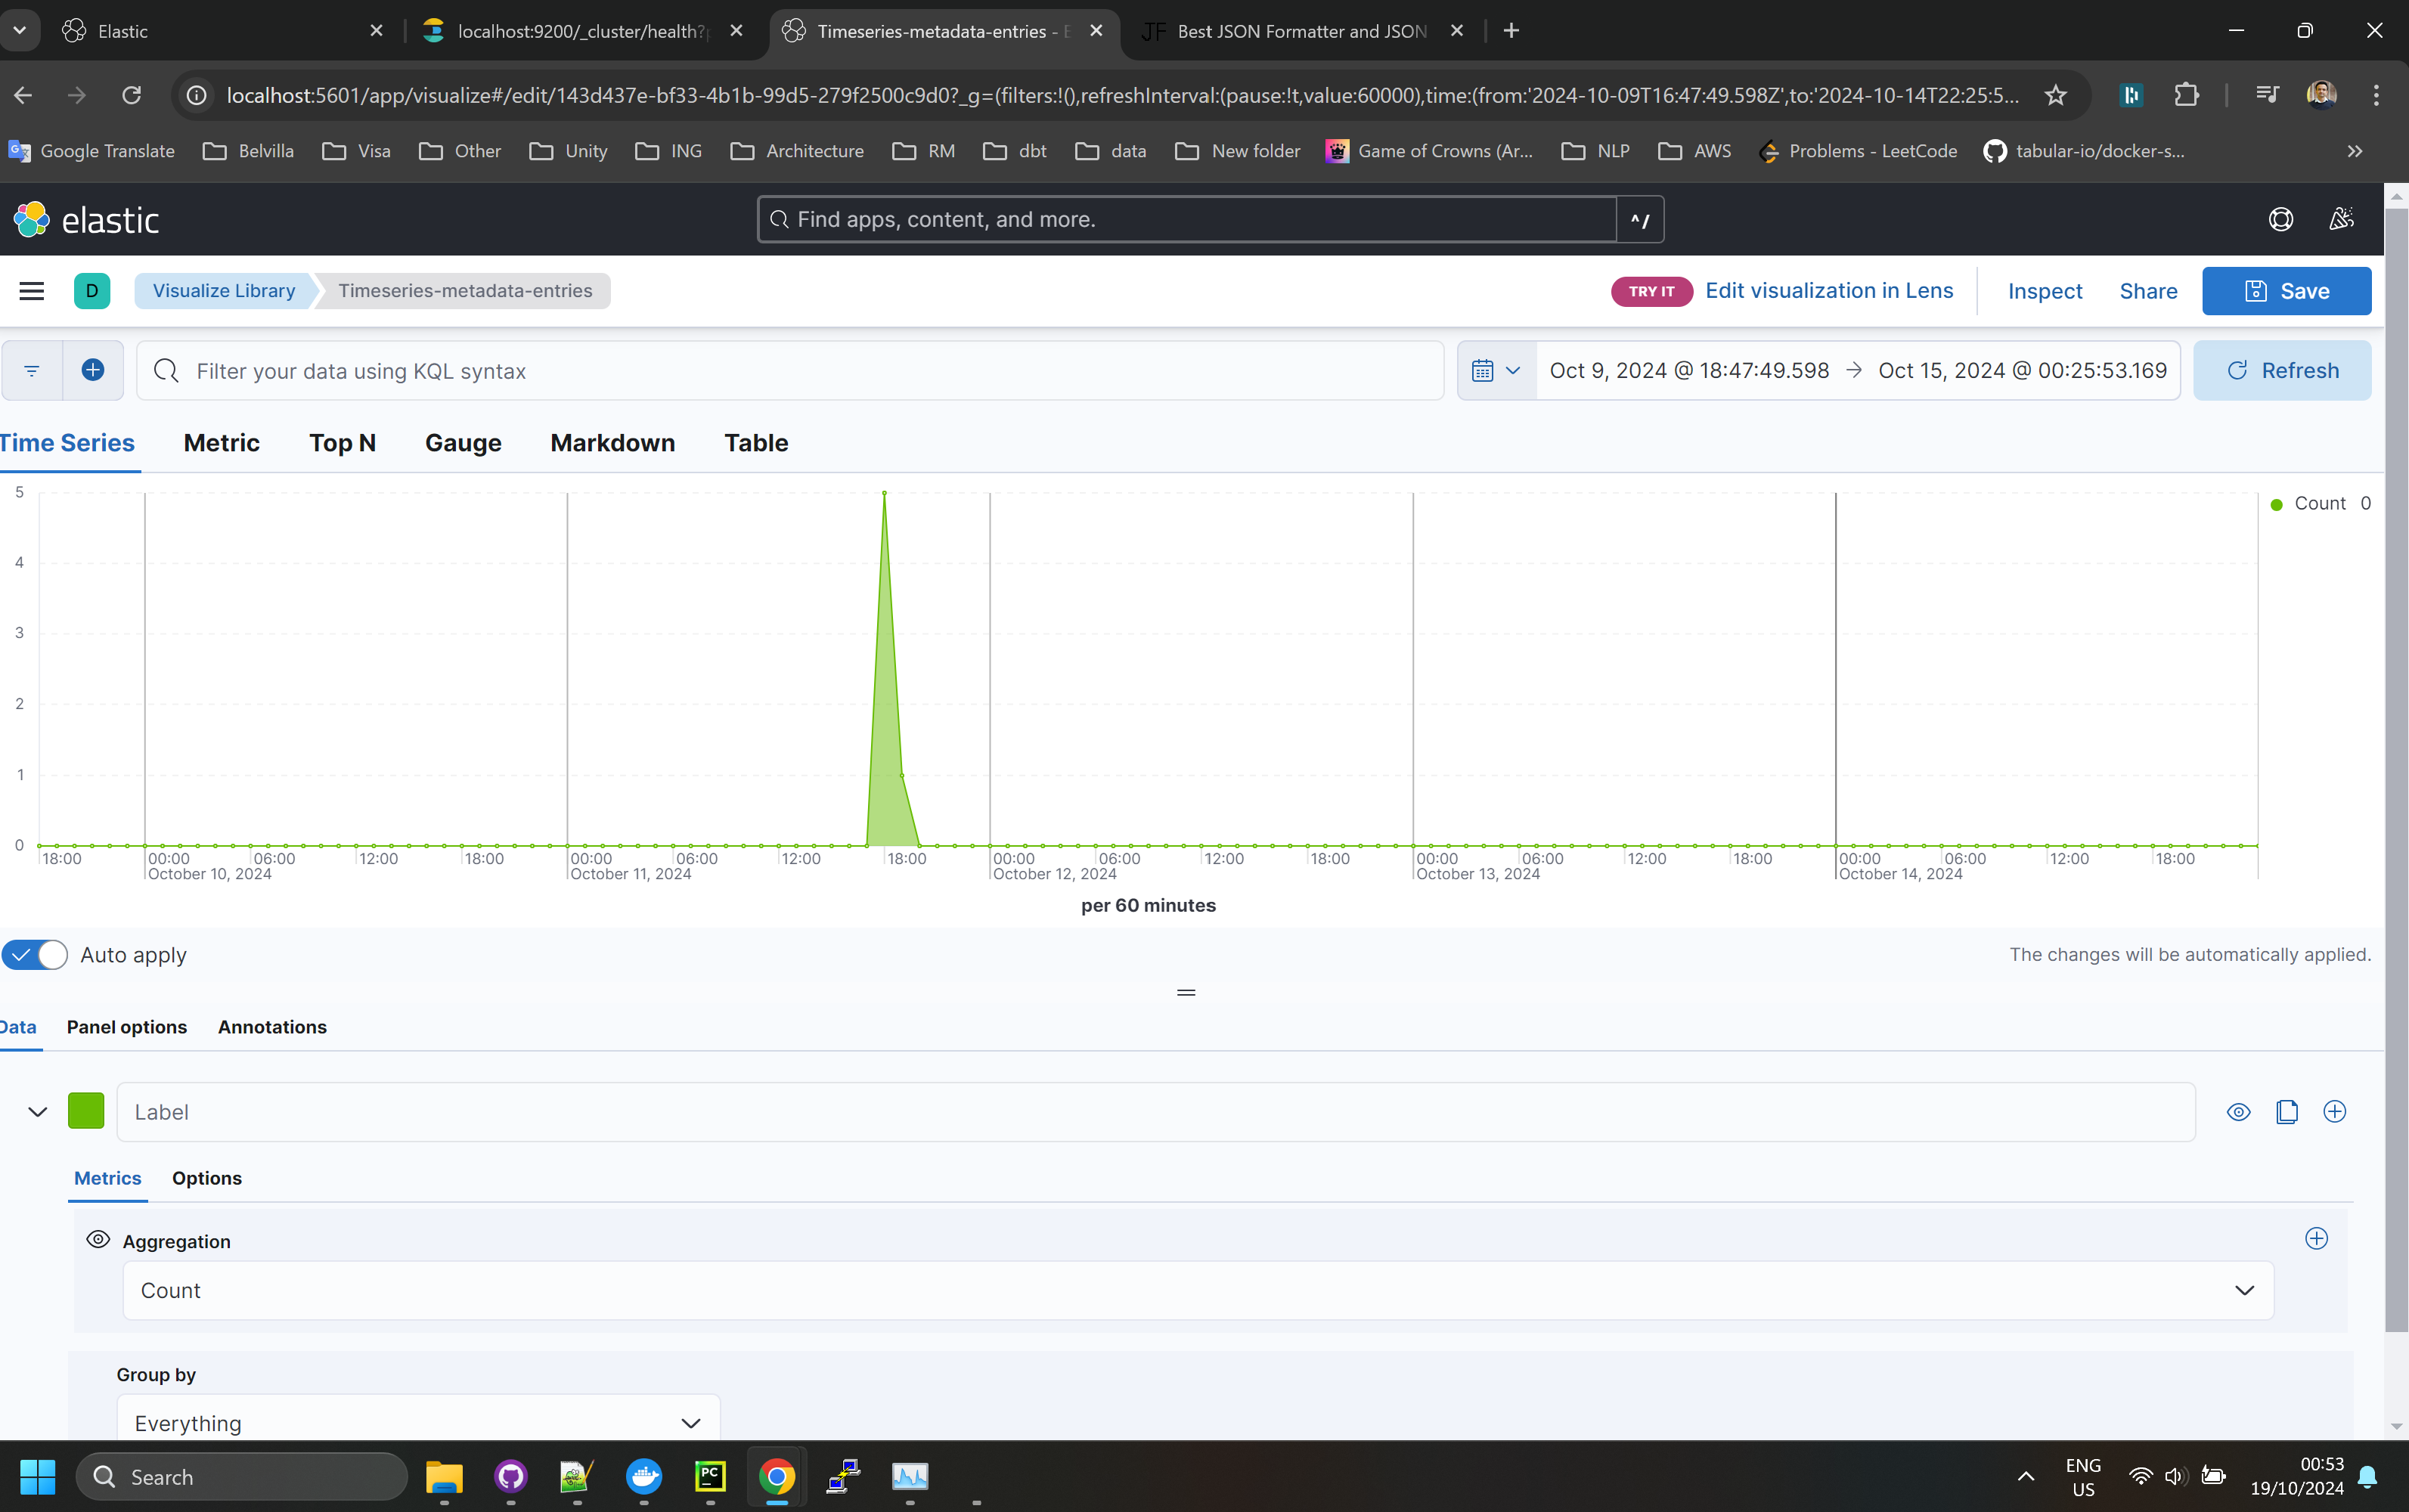 Elastic
localhost:9200/_cluster/health?p
Timeseries-metadata-entries - E
JF Best JSON Formatter and JSON
localhost:5601/app/visualize#/edit/143d437e-bf33-4b1b-99d5-279f2500c9d0?_g=(filters:!(),refreshInterval:(pause:!t,value:60000),time:(from:'2024-10-09T16:47:49.598Z',to:'2024-10-14T22:25:5...
Google Translate Belvilla Visa Other Unity ING Architecture RM dbt data New folder Game of Crowns (Ar... NLP AWS Problems - LeetCode tabular-io/docker-s... »
elastic
Find apps, content, and more.
^/
D
Visualize Library
Timeseries-metadata-entries
TRY IT
Edit visualization in Lens
Inspect
Share
Save
Filter your data using KQL syntax
Oct 9, 2024 @ 18:47:49.598 → Oct 15, 2024 @ 00:25:53.169
Refresh
Time Series Metric Top N Gauge Markdown Table
5
4
3
2
1
0
Count 0
18:00 00:00 06:00 12:00 18:00 00:00 06:00 12:00 18:00 00:00 06:00 12:00 18:00 00:00 06:00 12:00 18:00 00:00 06:00 12:00 18:00
October 10, 2024 October 11, 2024 October 12, 2024 October 13, 2024 October 14, 2024
per 60 minutes
Auto apply
The changes will be automatically applied.
Data Panel options Annotations
Label
Metrics Options
Aggregation
Count
Group by
Everything
Search
PC
ENG
US
00:53
19/10/2024